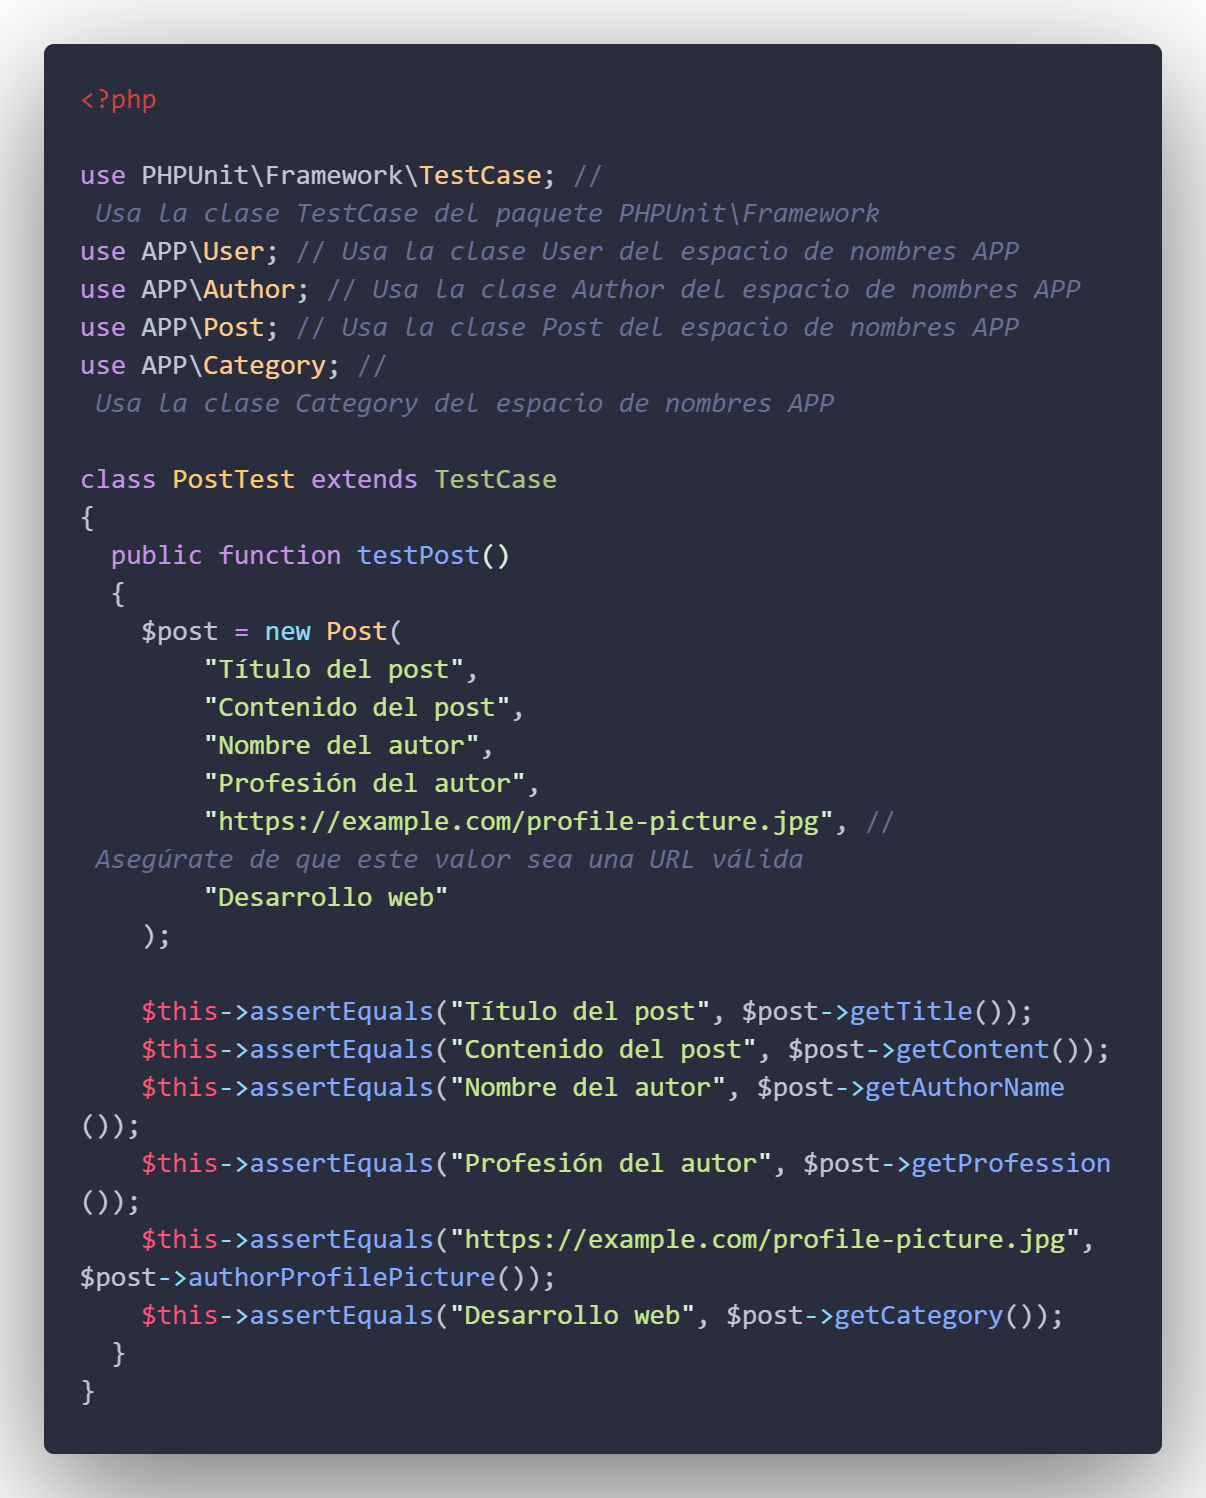 <?php
use PHPUnit\Framework\TestCase; //
Usa la clase TestCase del paquete PHPUnit\Framework
use APP\User; // Usa la clase User del espacio de nombres APP
use APP\Author; // Usa la clase Author del espacio de nombres APP
use APP\Post; // Usa la clase Post del espacio de nombres APP
use APP\Category; //
Usa la clase Category del espacio de nombres APP
class PostTest extends TestCase
{
public function testPost()
{
$post = new Post(
"Título del post",
"Contenido del post",
"Nombre del autor",
"Profesión del autor",
"https://example.com/profile-picture.jpg", //
Asegúrate de que este valor sea una URL válida
"Desarrollo web"
);
$this->assertEquals("Título del post", $post->getTitle());
$this->assertEquals("Contenido del post", $post->getContent());
$this->assertEquals("Nombre del autor", $post->getAuthorName
());
$this->assertEquals("Profesión del autor", $post->getProfession
());
$this->assertEquals("https://example.com/profile-picture.jpg",
$post->authorProfilePicture());
$this->assertEquals("Desarrollo web", $post->getCategory());
}
}